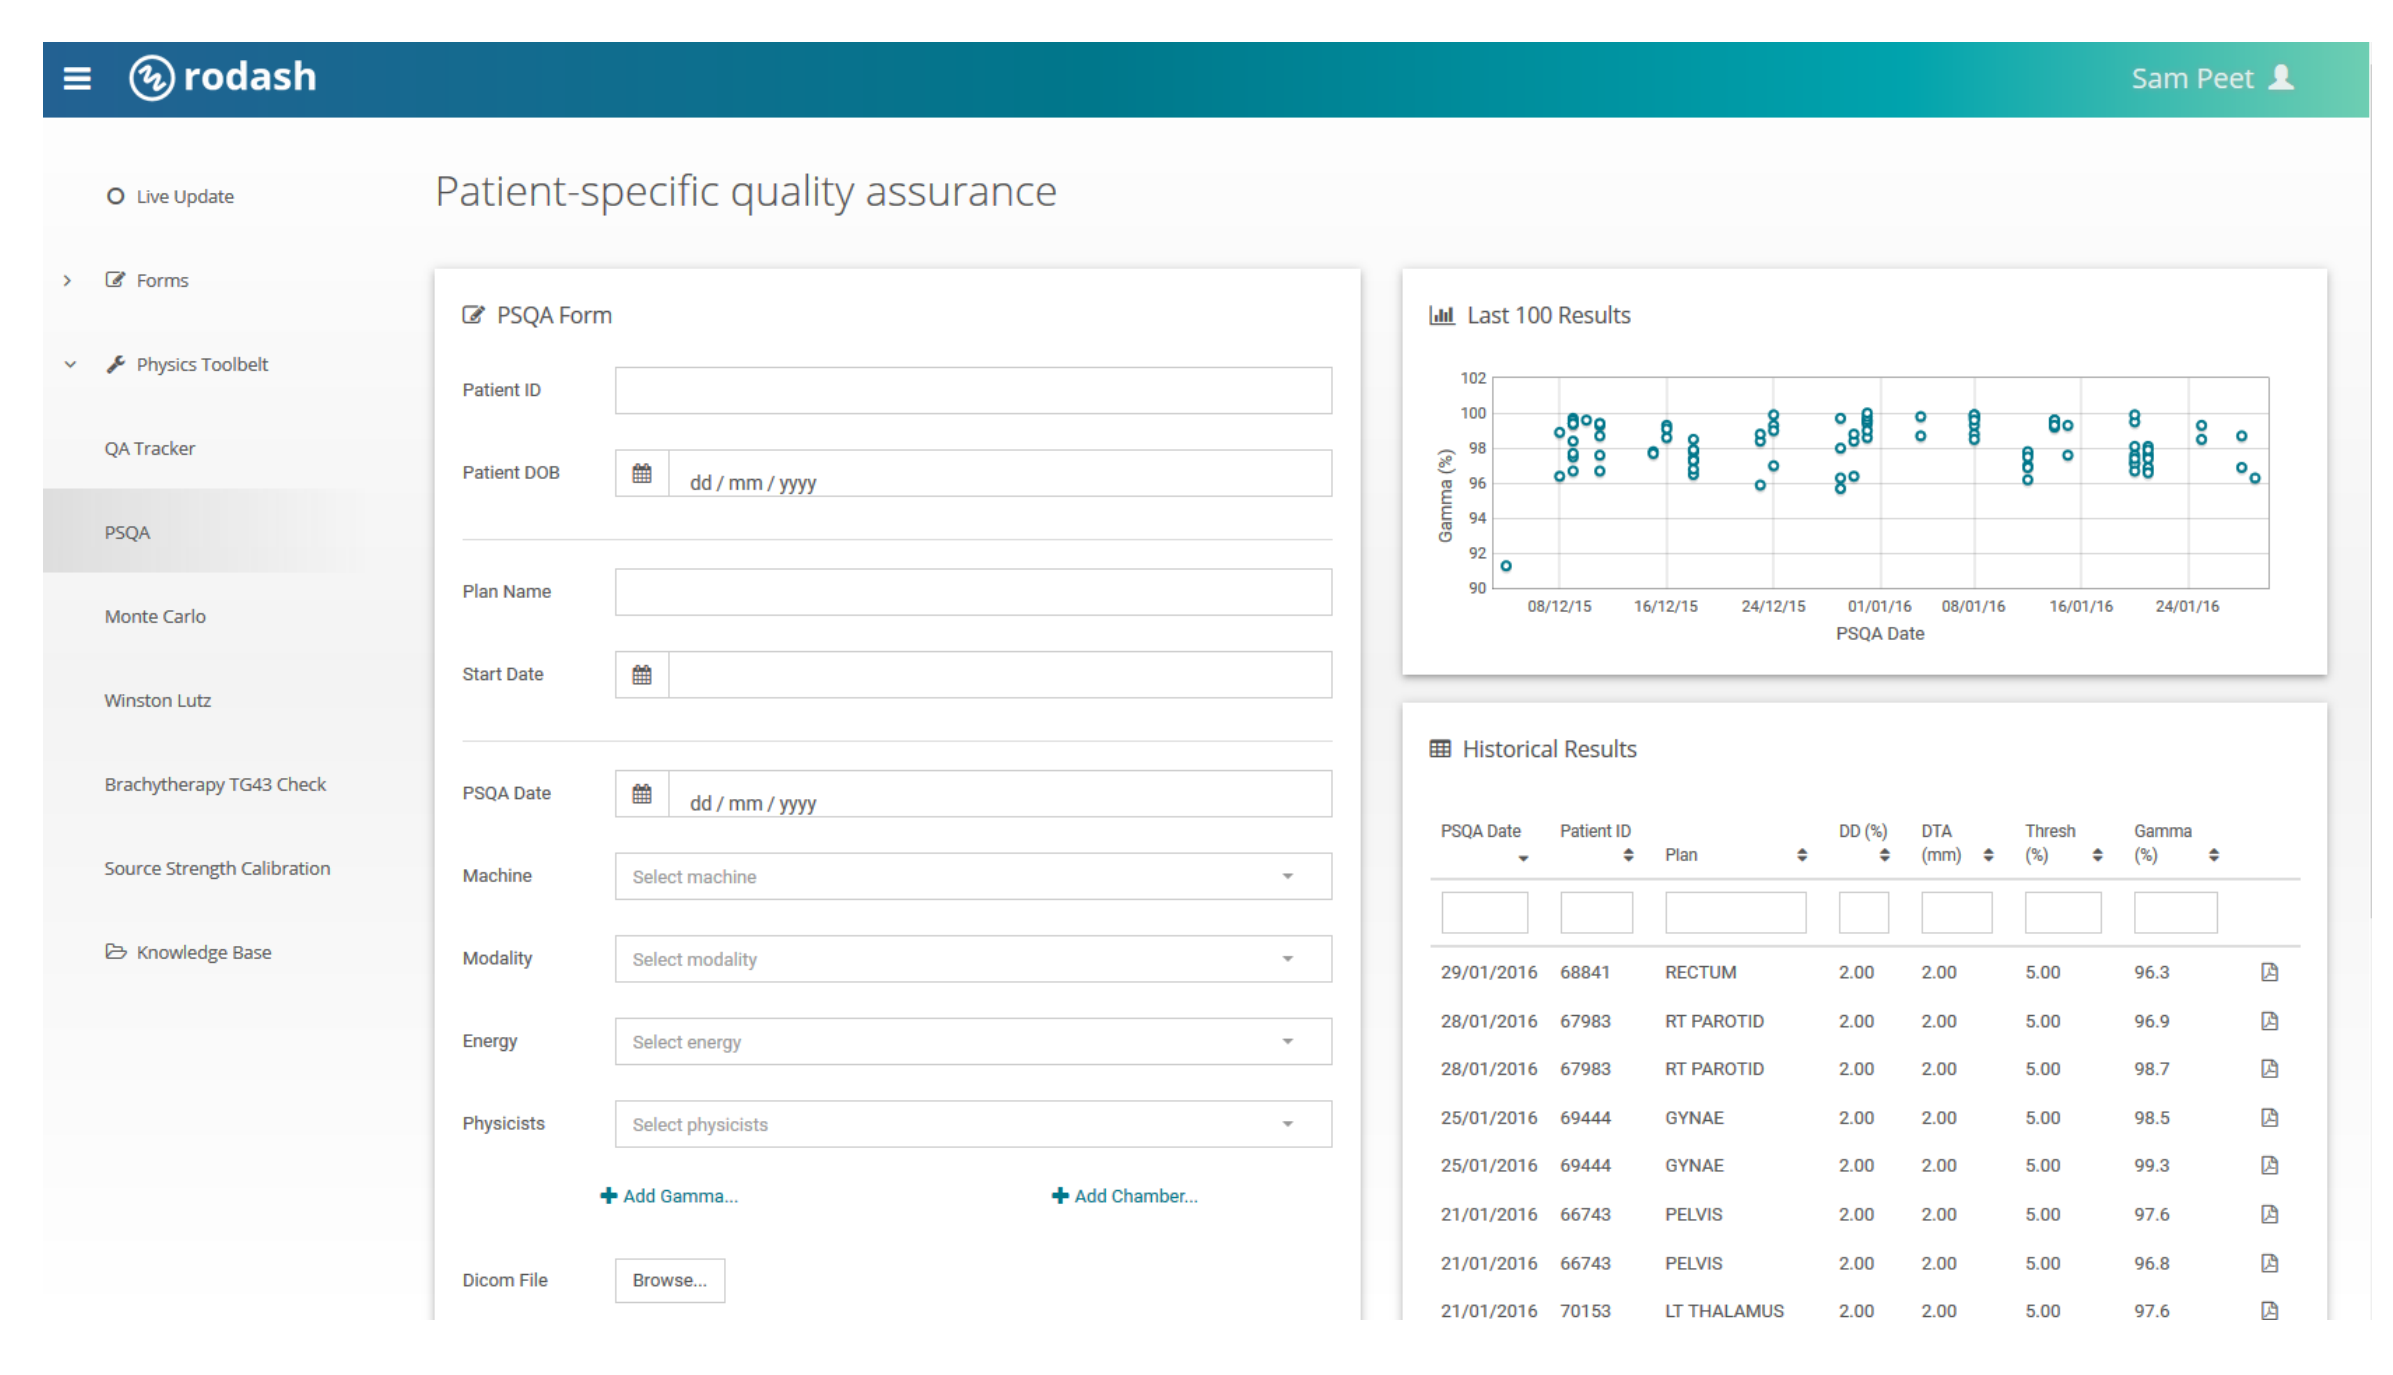 rodash
Sam Peet
Live Update
Forms
Physics Toolbelt
QA Tracker
PSQA
Monte Carlo
Winston Lutz
Brachytherapy TG43 Check
Source Strength Calibration
Knowledge Base
Patient-specific quality assurance
PSQA Form
Patient ID
Patient DOB dd / mm / yyyy
Plan Name
Start Date
PSQA Date dd / mm / yyyy
Machine Select machine
Modality Select modality
Energy Select energy
Physicists Select physicists
Add Gamma... Add Chamber...
Dicom File Browse...
Last 100 Results
Gamma (%)
102
100
98
96
94
92
90
08/12/15 16/12/15 24/12/15 01/01/16 08/01/16 16/01/16 24/01/16
PSQA Date
Historical Results
PSQA Date Patient ID Plan DD (%) DTA (mm) Thresh (%) Gamma (%)
29/01/2016 68841 RECTUM 2.00 2.00 5.00 96.3
28/01/2016 67983 RT PAROTID 2.00 2.00 5.00 96.9
28/01/2016 67983 RT PAROTID 2.00 2.00 5.00 98.7
25/01/2016 69444 GYNAE 2.00 2.00 5.00 98.5
25/01/2016 69444 GYNAE 2.00 2.00 5.00 99.3
21/01/2016 66743 PELVIS 2.00 2.00 5.00 97.6
21/01/2016 66743 PELVIS 2.00 2.00 5.00 96.8
21/01/2016 70153 LT THALAMUS 2.00 2.00 5.00 97.6